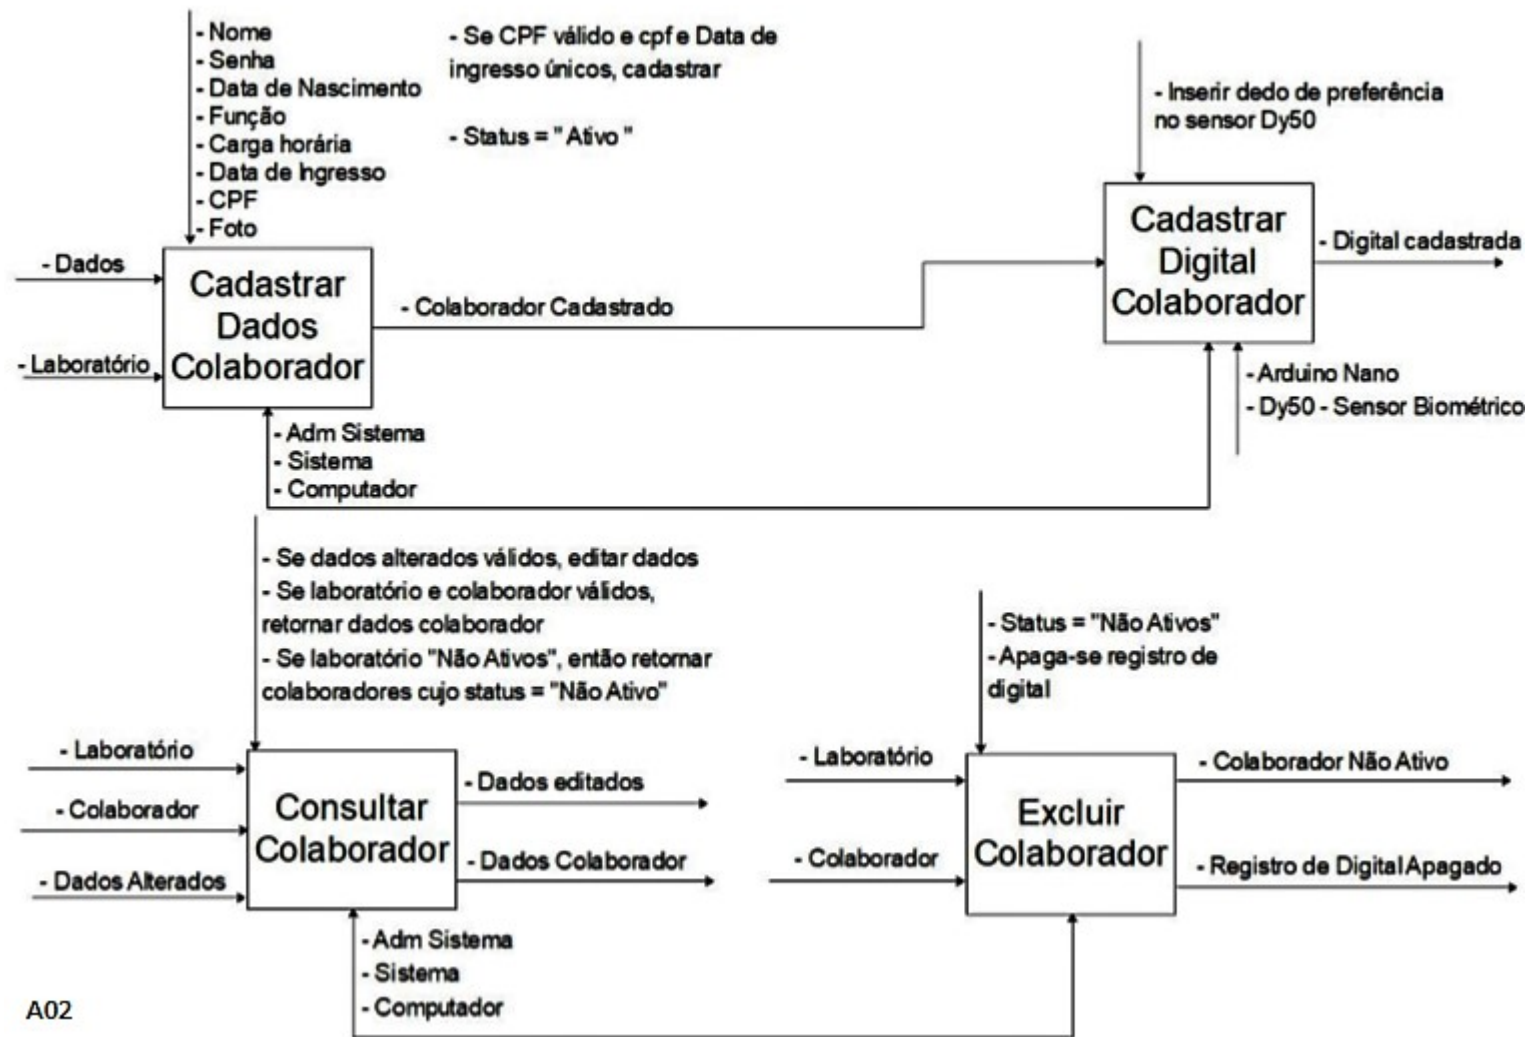 - Nome
- Senha
- Data de Nascimento
- Função
- Carga horária
- Data de Ingresso
- CPF
- Foto
- Se CPF válido e cpf e Data de
ingresso únicos, cadastrar
- Status = " Ativo "
- Inserir dedo de preferência
no sensor Dy50
- Dados
- Laboratório
Cadastrar
Dados
Colaborador
- Colaborador Cadastrado
Cadastrar
Digital
Colaborador
- Digital cadastrada
- Adm Sistema
- Sistema
- Computador
- Arduino Nano
- Dy50 - Sensor Biométrico
- Se dados alterados válidos, editar dados
- Se laboratório e colaborador válidos,
retornar dados colaborador
- Se laboratório "Não Ativos", então retornar
colaboradores cujo status = "Não Ativo"
- Status = "Não Ativos"
- Apaga-se registro de
digital
- Laboratório
- Colaborador
- Dados Alterados
Consultar
Colaborador
- Dados editados
- Dados Colaborador
- Laboratório
- Colaborador
Excluir
Colaborador
- Colaborador Não Ativo
- Registro de Digital Apagado
- Adm Sistema
- Sistema
- Computador
A02